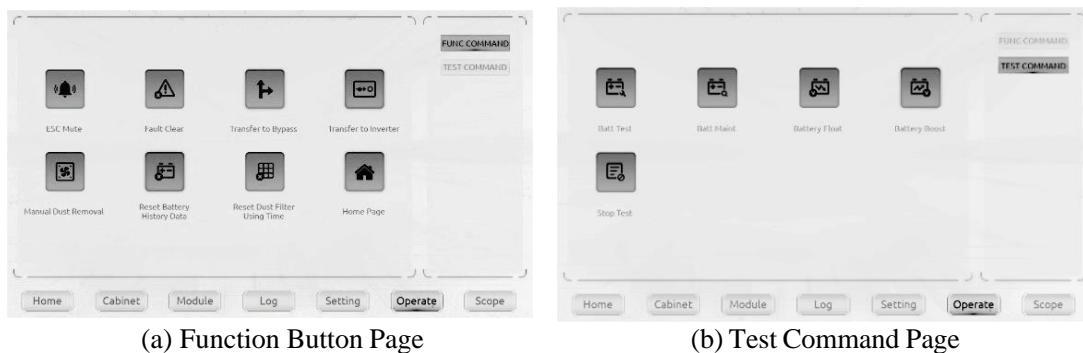 FUNC COMMAND
TEST COMMAND
ESC Mute
Fault Clear
Transfer to Bypass
Transfer to Inverter
Manual Dust Removal
Reset Battery
History Data
Reset Dust Filter
Using Time
Home Page
Home
Cabinet
Module
Log
Setting
Operate
Scope
(a) Function Button Page
FUNC COMMAND
TEST COMMAND
Batt Test
Batt Maint.
Battery Float
Battery Boost
Stop Test
Home
Cabinet
Module
Log
Setting
Operate
Scope
(b) Test Command Page